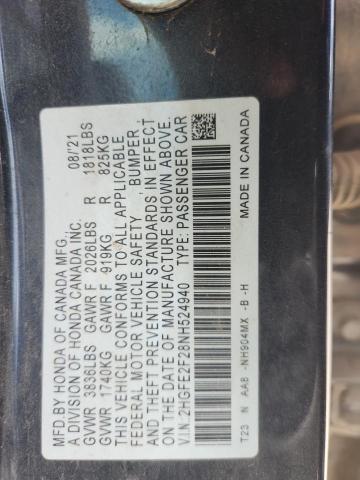 MFD.BY HONDA OF CANADA MFG., 08/'21
A DIVISION OF HONDA CANADA INC.
GVWR 3836LBS GAWR F 2028LBS R 1818LBS
GVWR 1740KG GAWR F 919KG R 825KG
THIS VEHICLE CONFORMS TO ALL APPLICABLE
FEDERAL MOTOR VEHICLE SAFETY BUMPER,
AND THEFT PREVENTION STANDARDS IN EFFECT
ON THE DATE OF MANUFACTURE SHOWN ABOVE.
V.I.N. 2HGFE2F28NH524940 TYPE: PASSENGER CAR
T23 N AA8 -NH904MX -B -H MADE IN CANADA